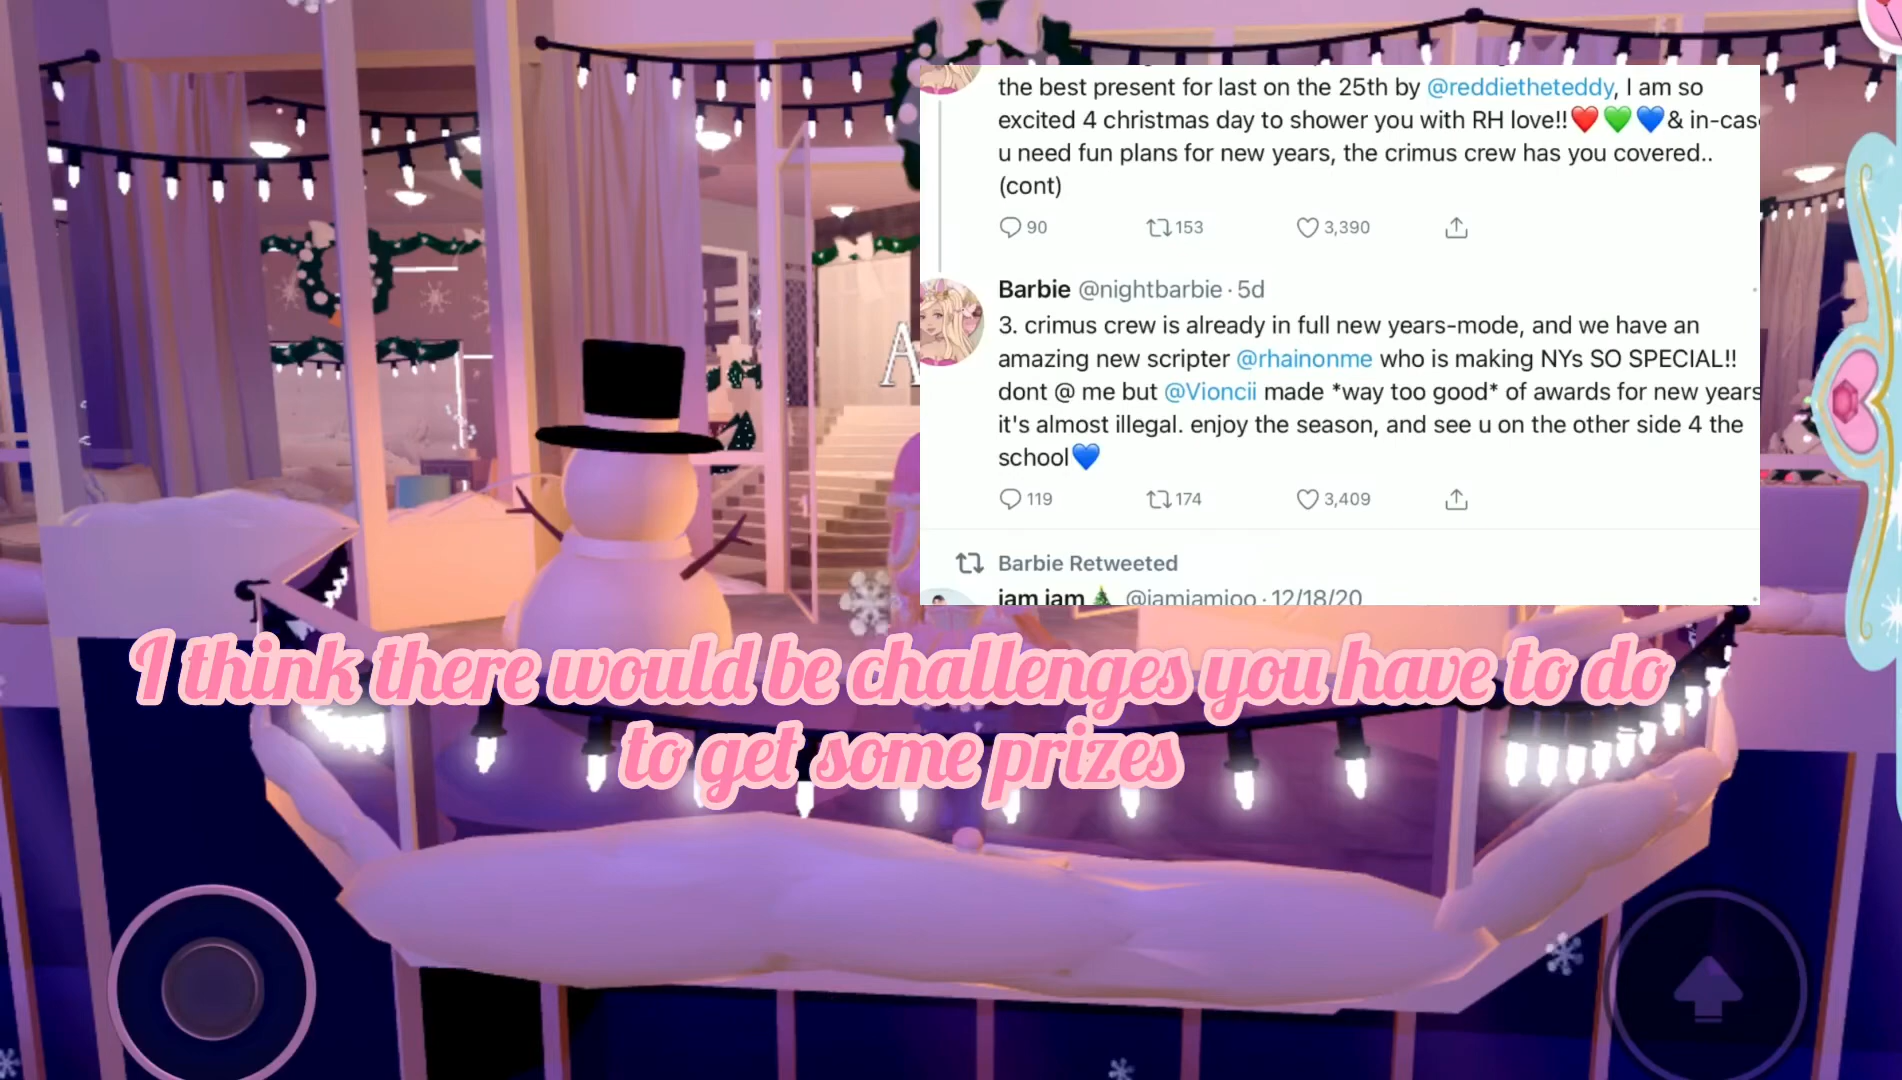 the best present for last on the 25th by @reddietheteddy, I am so
excited 4 christmas day to shower you with RH love!!❤️💚💙& in-cas
u need fun plans for new years, the crimus crew has you covered..
(cont)
90 153 3,390
Barbie @nightbarbie · 5d
3. crimus crew is already in full new years-mode, and we have an
amazing new scripter @rhainonme who is making NYs SO SPECIAL!!
dont @ me but @Vioncii made *way too good* of awards for new years
it's almost illegal. enjoy the season, and see u on the other side 4 the
school💙
119 174 3,409
Barbie Retweeted
jam jam🎄 @jamjamjoo · 12/18/20
A
I think there would be challenges you have to do
to get some prizes